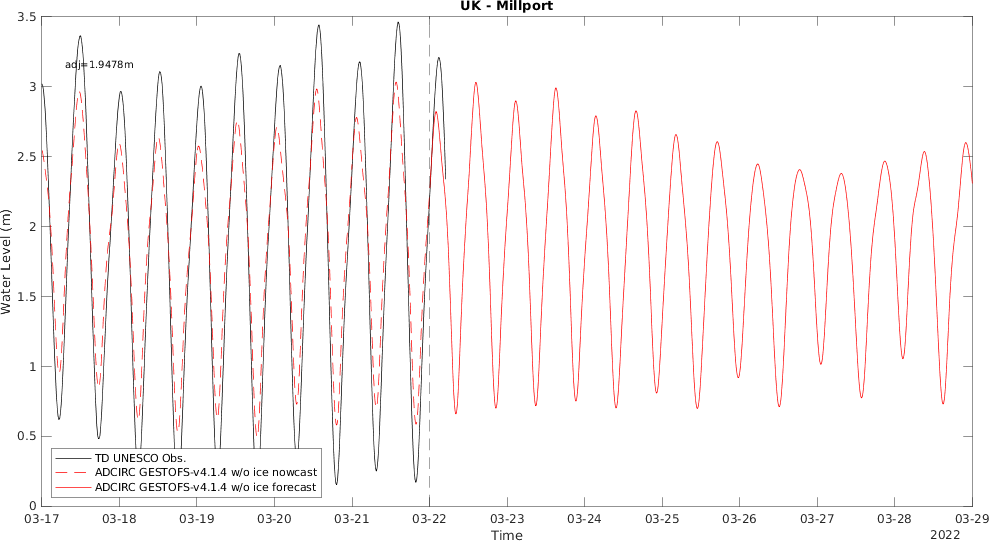 UK - Millport
3.5
adj=1.9478m
3
2.5
2
1.5
1
0.5
0
Water Level (m)
TD UNESCO Obs.
ADCIRC GESTOFS-v4.1.4 w/o ice nowcast
ADCIRC GESTOFS-v4.1.4 w/o ice forecast
03-17 03-18 03-19 03-20 03-21 03-22 03-23 03-24 03-25 03-26 03-27 03-28 03-29
Time
2022